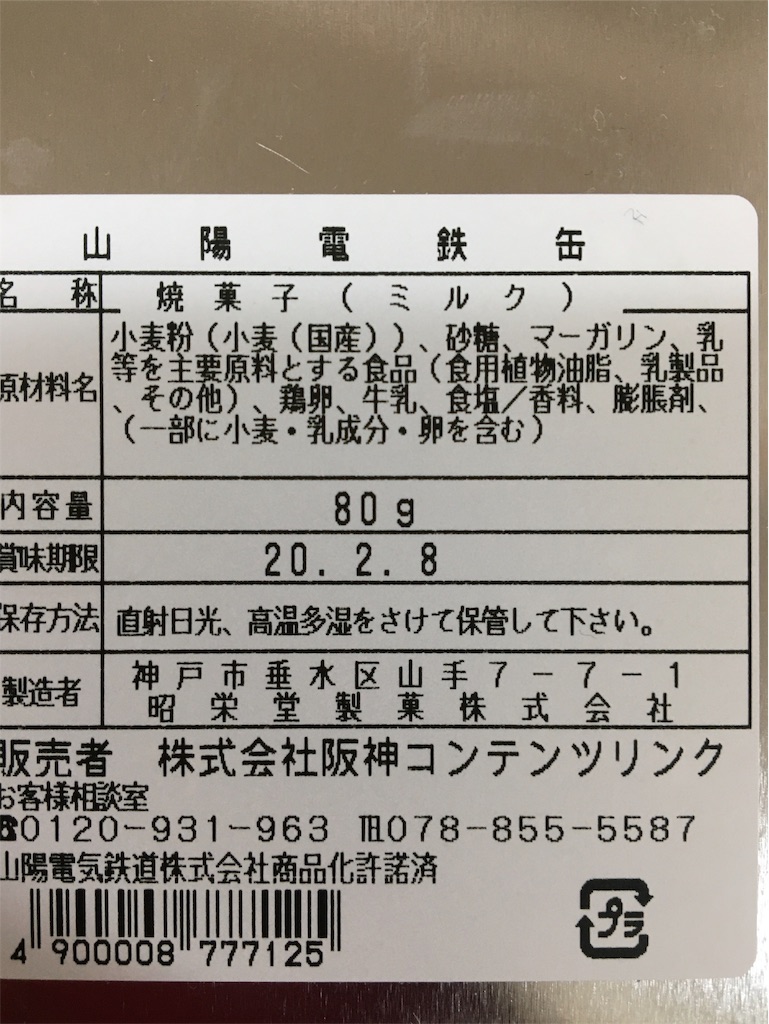 山陽電鉄缶
名称 焼菓子(ミルク)
原材料名 小麦粉(小麦(国産))、砂糖、マーガリン、乳
等を主要原料とする食品(食用植物油脂、乳製品
、その他)、鶏卵、牛乳、食塩/香料、膨脹剤、
(一部に小麦・乳成分・卵を含む)
内容量 80g
賞味期限 20.2.8
保存方法 直射日光、高温多湿をさけて保管して下さい。
製造者 神戸市垂水区山手7-7-1
昭栄堂製菓株式会社
販売者 株式会社阪神コンテンツリンク
お客様相談室
☎0120-931-963 ℡078-855-5587
山陽電気鉄道株式会社商品化許諾済
4 900008 777125
プラ